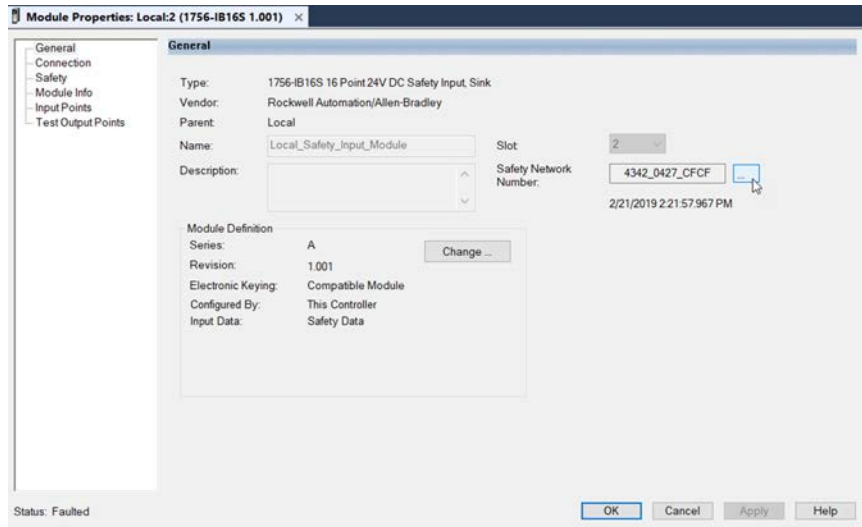 Module Properties: Local:2 (1756-IB16S 1.001) ×
General
Connection
Safety
Module Info
Input Points
Test Output Points
General
Type: 1756-IB16S 16 Point 24V DC Safety Input, Sink
Vendor: Rockwell Automation/Allen-Bradley
Parent: Local
Name: Local_Safety_Input_Module
Slot: 2
Description:
Safety Network Number: 4342_0427_CFCF ...
2/21/2019 2:21:57.967 PM
Module Definition
Series: A
Change ...
Revision: 1.001
Electronic Keying: Compatible Module
Configured By: This Controller
Input Data: Safety Data
Status: Faulted
OK Cancel Apply Help